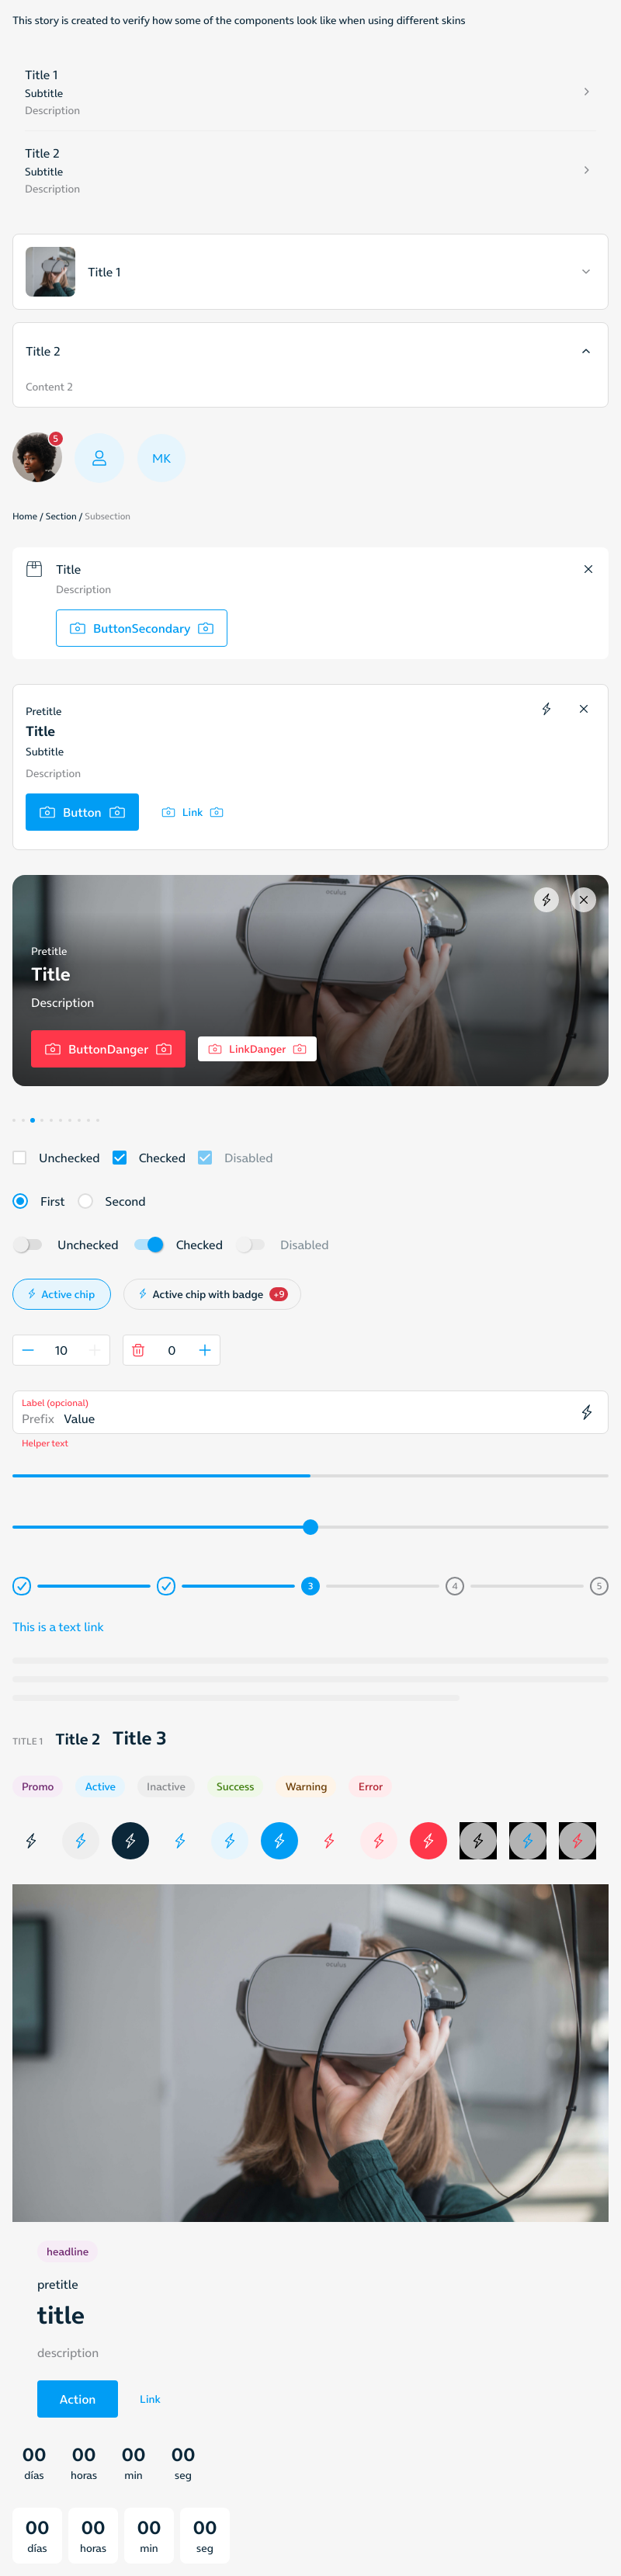 This story is created to verify how some of the components look like when using different skins
Title 1
Subtitle
Description
Title 2
Subtitle
Description
Title 1
Title 2
Content 2
5
MK
Home / Section / Subsection
Title
Description
ButtonSecondary
Pretitle
Title
Subtitle
Description
Button Link
oculus
Pretitle
Title
Description
ButtonDanger LinkDanger
Unchecked Checked Disabled
First Second
Unchecked Checked Disabled
Active chip Active chip with badge +9
10 0
Label (optional)
Prefix Value
Helper text
3 4 5
This is a text link
TITLE 1 Title 2 Title 3
Promo Active Inactive Success Warning Error
oculus
headline
pretitle
title
description
Action Link
00 00 00 00
días horas min seg
00 00 00 00
días horas min seg